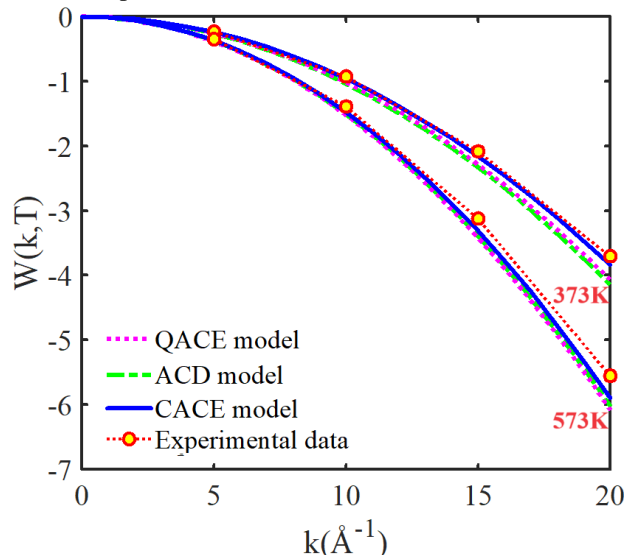 0
-1
-2
-3
-4
-5
-6
-7
W(k,T)
373K
573K
QACE model
ACD model
CACE model
Experimental data
0 5 10 15 20
k(Å⁻¹)